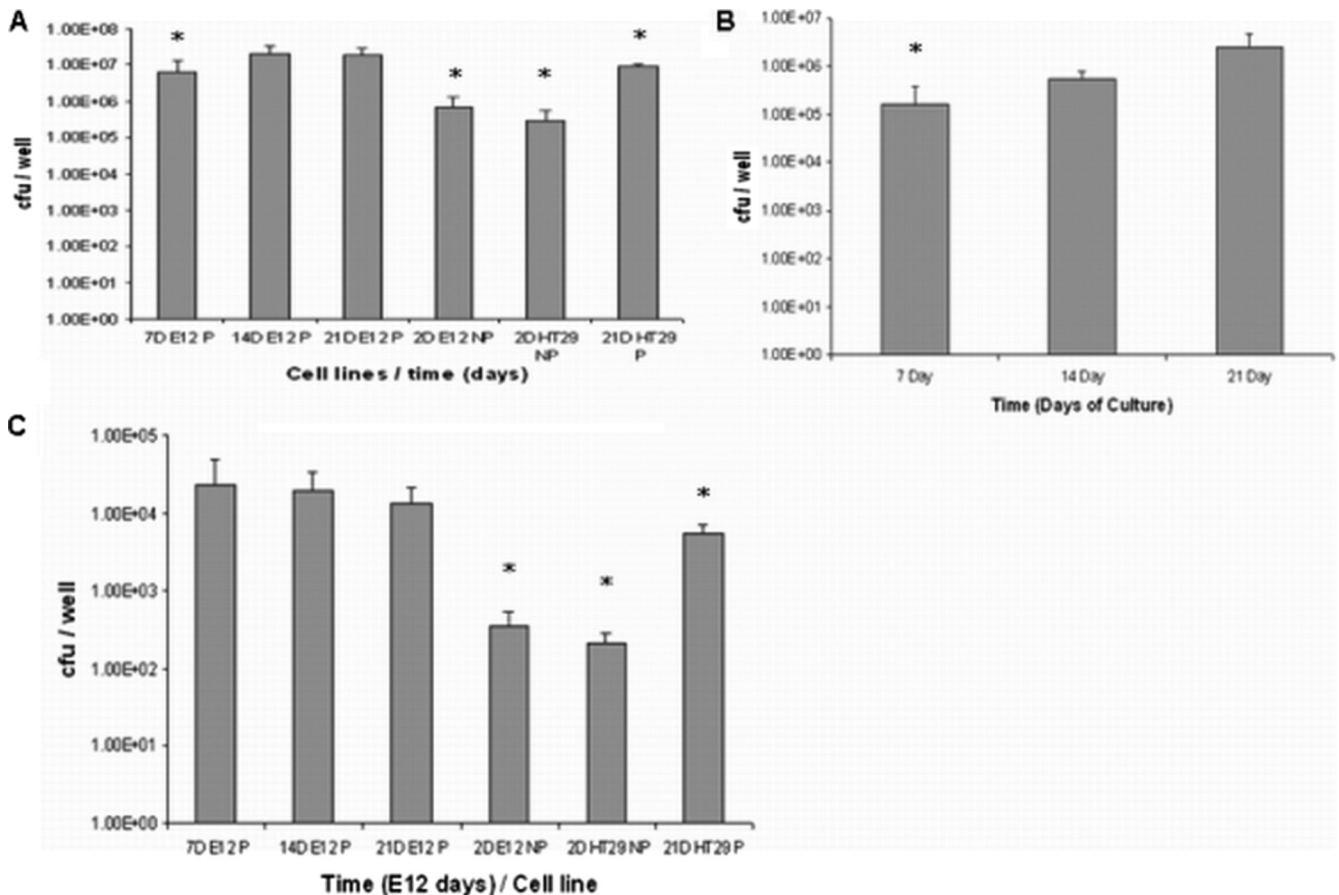 A
1.00E+08
1.00E+07
1.00E+06
1.00E+05
1.00E+04
1.00E+03
1.00E+02
1.00E+01
1.00E+00
cfu / well
*
*
*
*
7D E12 P
14D E12 P
21D E12 P
2D E12 NP
2D HT29
NP
21D HT29
P
Cell lines / time (days)
B
1.00E+07
1.00E+06
1.00E+05
1.00E+04
1.00E+03
1.00E+02
1.00E+01
1.00E+00
cfu / well
*
7 Day
14 Day
21 Day
Time (Days of Culture)
C
1.00E+05
1.00E+04
1.00E+03
1.00E+02
1.00E+01
1.00E+00
cfu / well
*
*
*
7D E12 P
14D E12 P
21D E12 P
2D E12 NP
2D HT29 NP
21D HT29 P
Time (E12 days) / Cell line